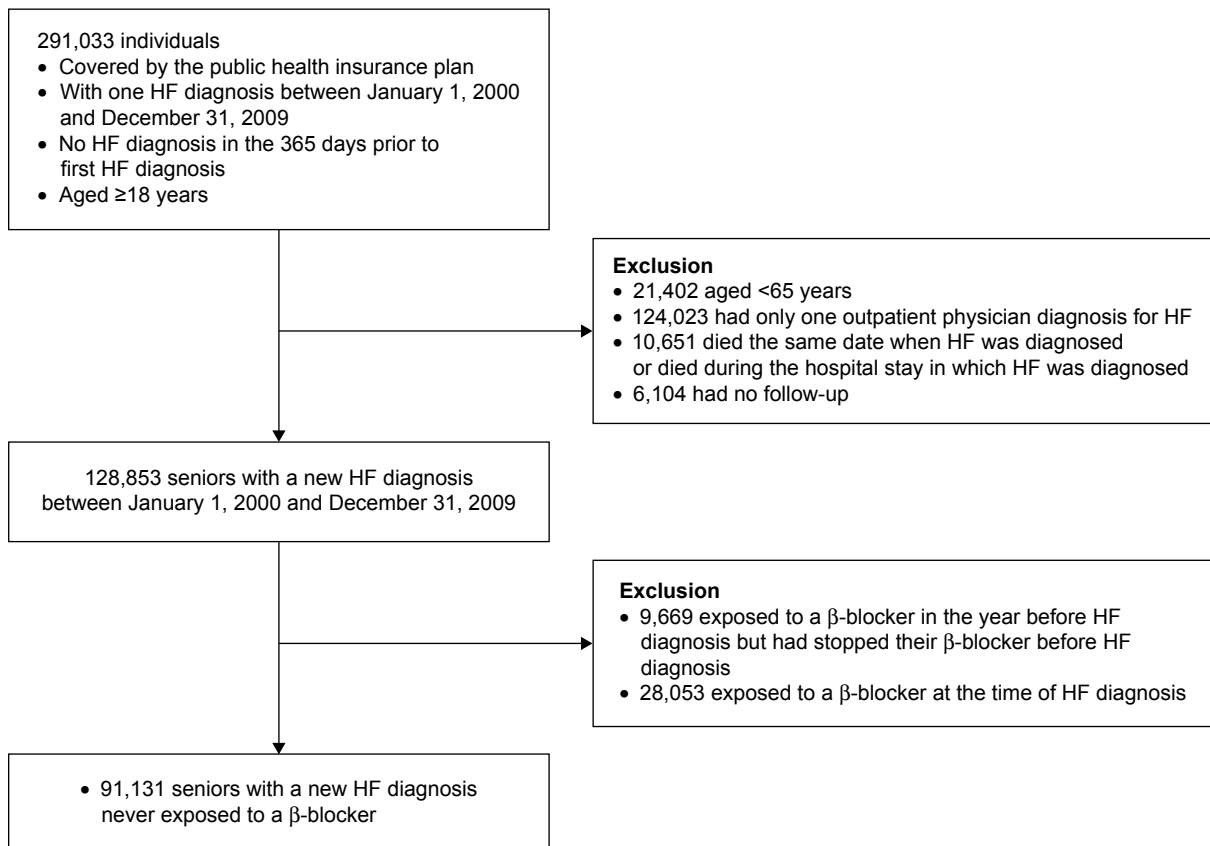 291,033 individuals
• Covered by the public health insurance plan
• With one HF diagnosis between January 1, 2000
and December 31, 2009
• No HF diagnosis in the 365 days prior to
first HF diagnosis
• Aged ≥18 years
Exclusion
• 21,402 aged <65 years
• 124,023 had only one outpatient physician diagnosis for HF
• 10,651 died the same date when HF was diagnosed
or died during the hospital stay in which HF was diagnosed
• 6,104 had no follow-up
128,853 seniors with a new HF diagnosis
between January 1, 2000 and December 31, 2009
Exclusion
• 9,669 exposed to a β-blocker in the year before HF
diagnosis but had stopped their β-blocker before HF
diagnosis
• 28,053 exposed to a β-blocker at the time of HF diagnosis
• 91,131 seniors with a new HF diagnosis
never exposed to a β-blocker